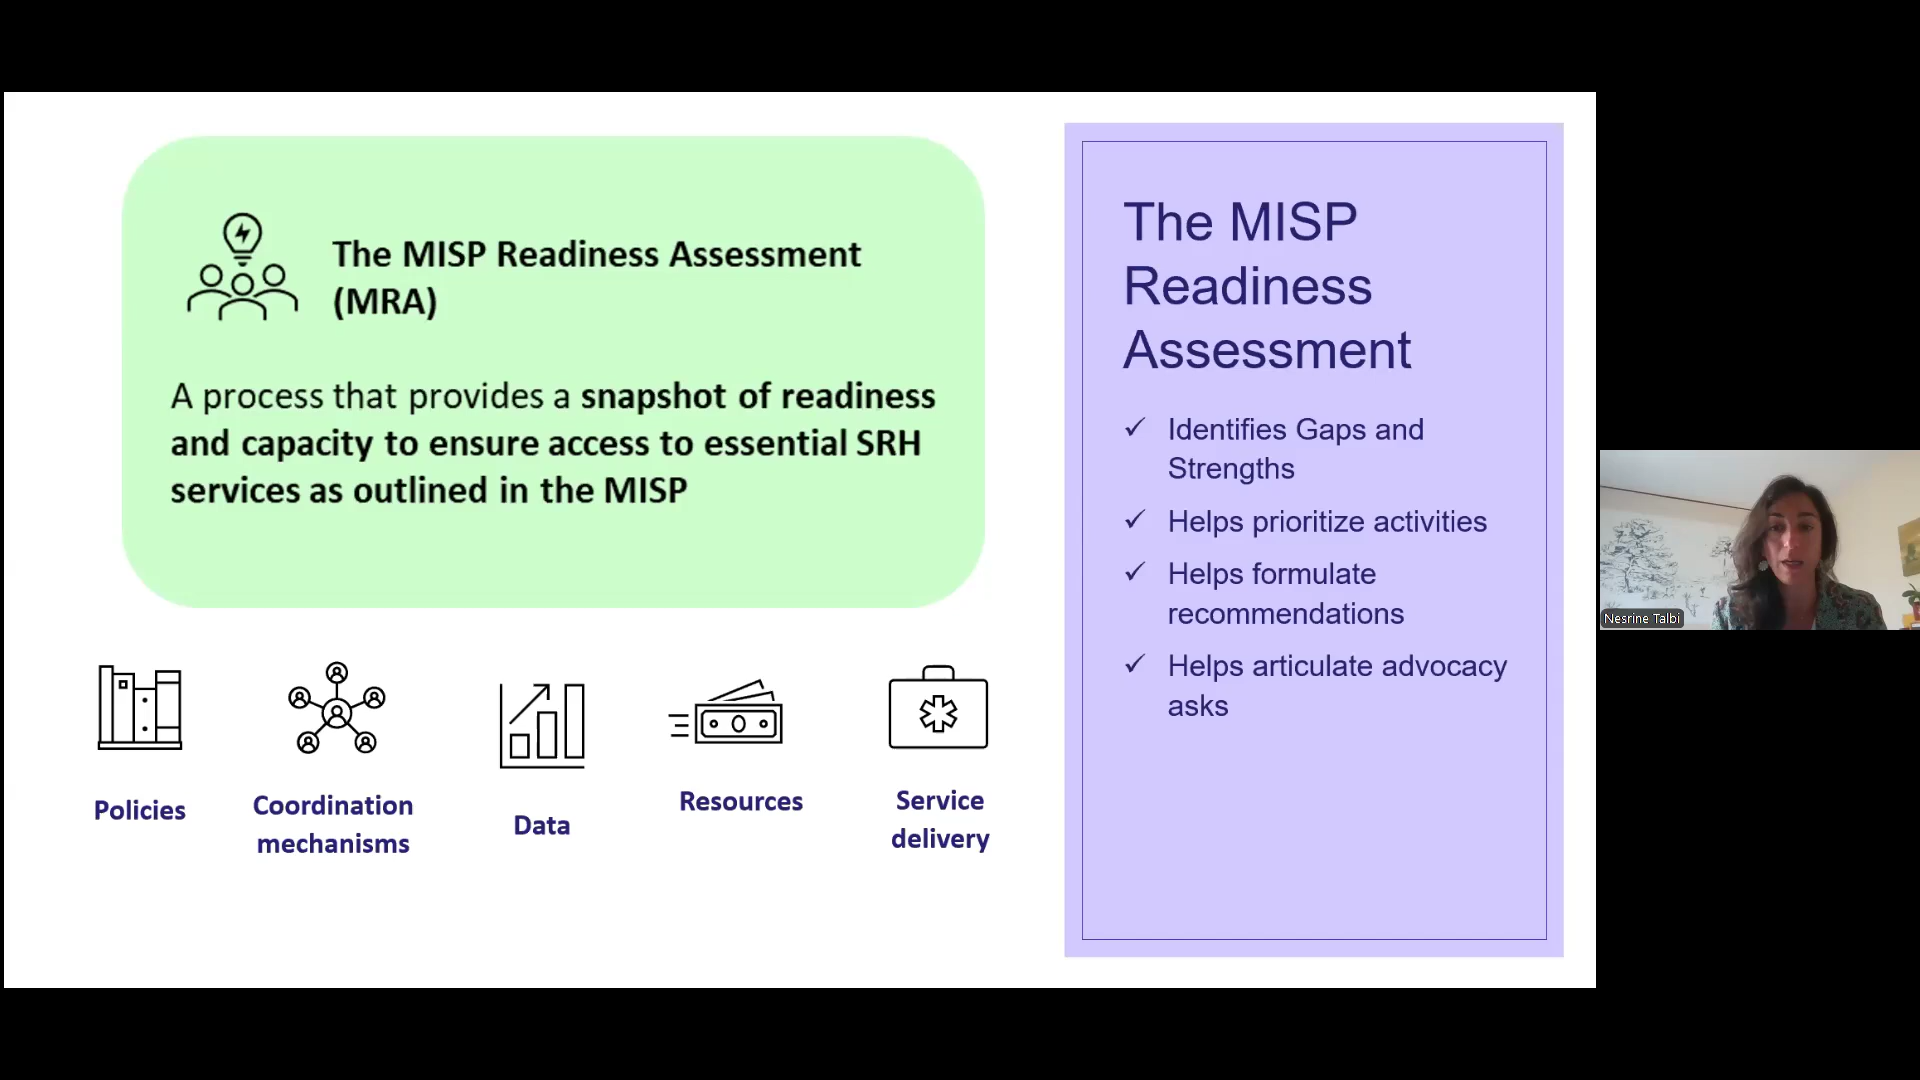 The MISP Readiness Assessment
(MRA)
A process that provides a snapshot of readiness
and capacity to ensure access to essential SRH
services as outlined in the MISP
Policies
Coordination
mechanisms
Data
Resources
Service
delivery
The MISP
Readiness
Assessment
✓ Identifies Gaps and
Strengths
✓ Helps prioritize activities
✓ Helps formulate
recommendations
✓ Helps articulate advocacy
asks
Nesrine Talbi